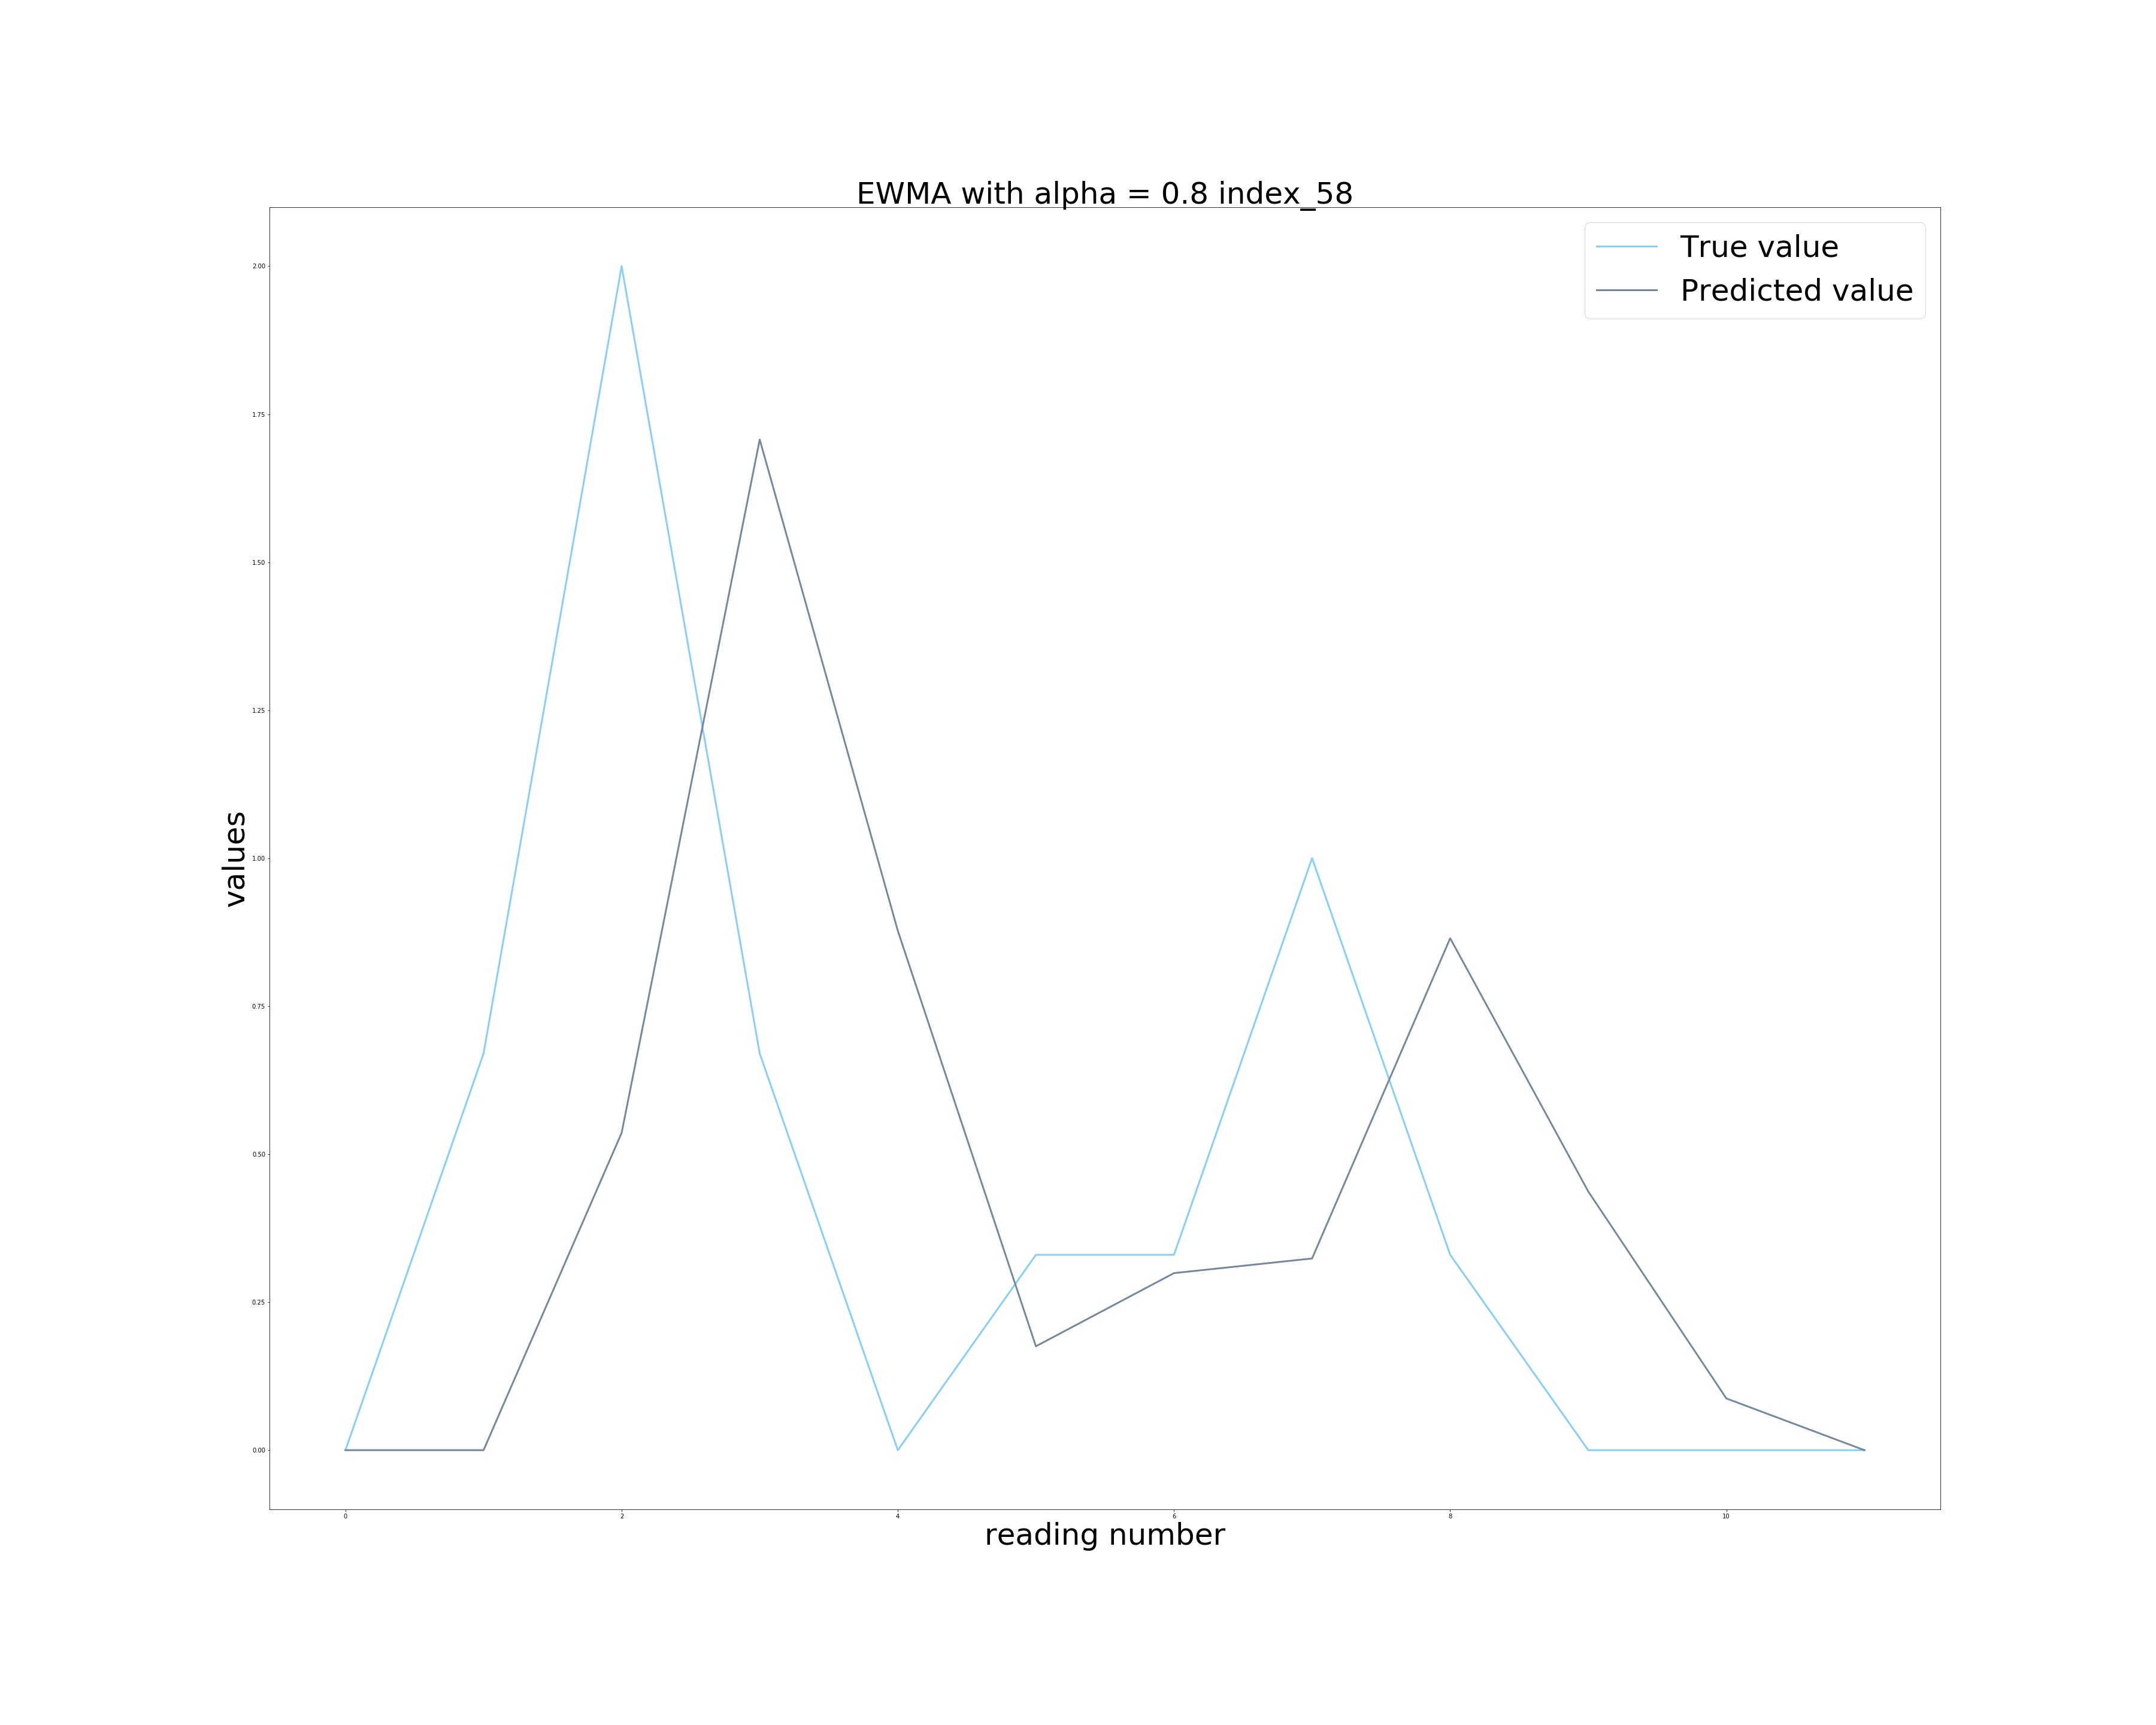 EWMA with alpha = 0.8 index_58
True value
Predicted value
2.00
1.75
1.50
1.25
1.00
0.75
0.50
0.25
0.00
values
0 2 4 6 8 10
reading number